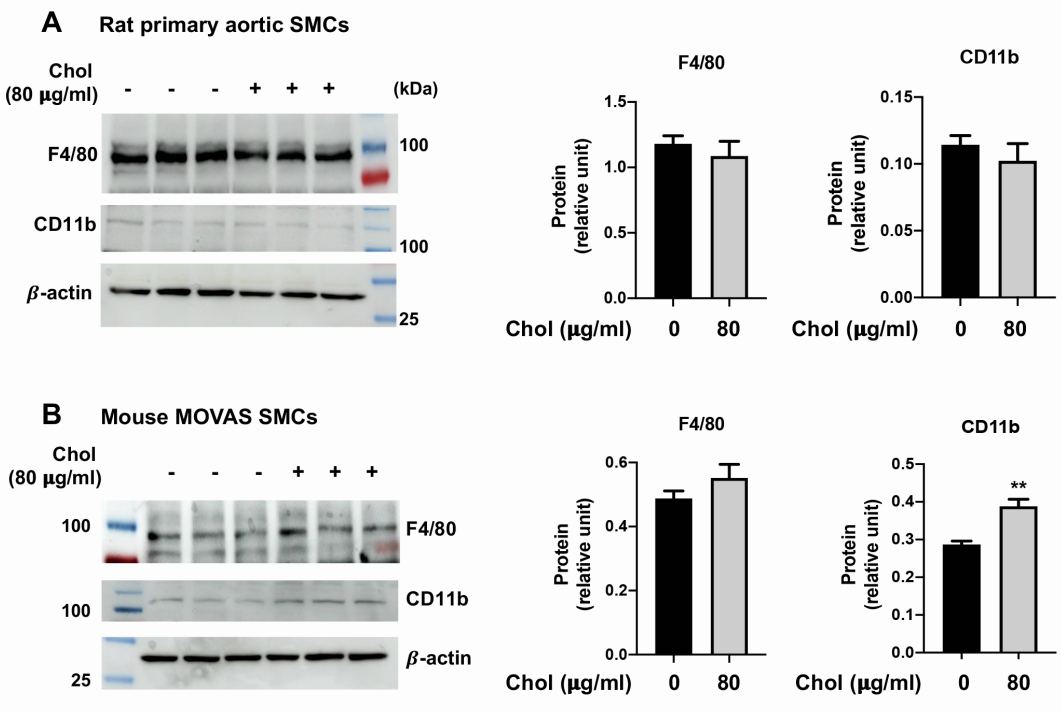 A Rat primary aortic SMCs
Chol
(80 μg/ml) - - - + + + (kDa)
F4/80 100
CD11b 100
β-actin 25
F4/80
Protein
(relative unit)
1.5
1.0
0.5
0.0
Chol (μg/ml) 0 80
CD11b
Protein
(relative unit)
0.15
0.10
0.05
0.00
Chol (μg/ml) 0 80
B Mouse MOVAS SMCs
Chol
(80 μg/ml) - - - + + +
100 F4/80
100 CD11b
25 β-actin
F4/80
Protein
(relative unit)
0.6
0.4
0.2
0.0
Chol (μg/ml) 0 80
CD11b
Protein
(relative unit)
0.5
0.4
0.3
0.2
0.1
0.0
**
Chol (μg/ml) 0 80